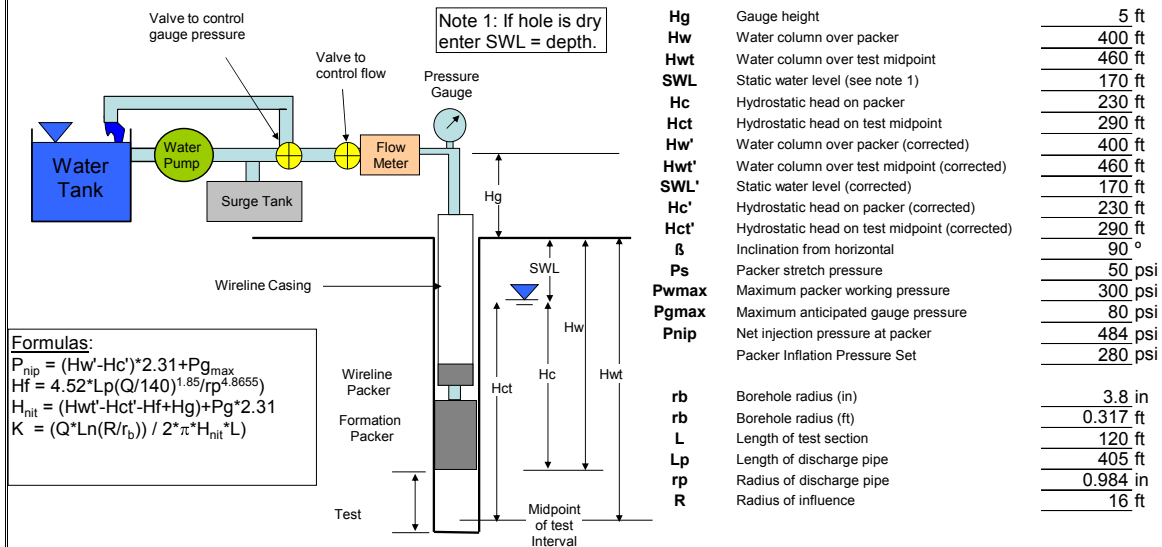 Valve to control
gauge pressure
Note 1: If hole is dry
enter SWL = depth.
Valve to
control flow
Pressure
Gauge
Water
Tank
Water
Pump
Flow
Meter
Surge Tank
Hg
SWL
Wireline Casing
Hw
Hct
Hc
Hwt
Wireline
Packer
Formation
Packer
Test
Midpoint
of test
Interval
Formulas:
P_nip = (Hw'-Hc')*2.31+Pg_max
Hf = 4.52*Lp(Q/140)^1.85/rp^4.8655)
H_nit = (Hwt'-Hct'-Hf+Hg)+Pg*2.31
K = (Q*Ln(R/r_b)) / 2*π*H_nit*L)
Hg Gauge height 5 ft
Hw Water column over packer 400 ft
Hwt Water column over test midpoint 460 ft
SWL Static water level (see note 1) 170 ft
Hc Hydrostatic head on packer 230 ft
Hct Hydrostatic head on test midpoint 290 ft
Hw' Water column over packer (corrected) 400 ft
Hwt' Water column over test midpoint (corrected) 460 ft
SWL' Static water level (corrected) 170 ft
Hc' Hydrostatic head on packer (corrected) 230 ft
Hct' Hydrostatic head on test midpoint (corrected) 290 ft
ß Inclination from horizontal 90 º
Ps Packer stretch pressure 50 psi
Pwmax Maximum packer working pressure 300 psi
Pgmax Maximum anticipated gauge pressure 80 psi
Pnip Net injection pressure at packer 484 psi
Packer Inflation Pressure Set 280 psi
rb Borehole radius (in) 3.8 in
rb Borehole radius (ft) 0.317 ft
L Length of test section 120 ft
Lp Length of discharge pipe 405 ft
rp Radius of discharge pipe 0.984 in
R Radius of influence 16 ft